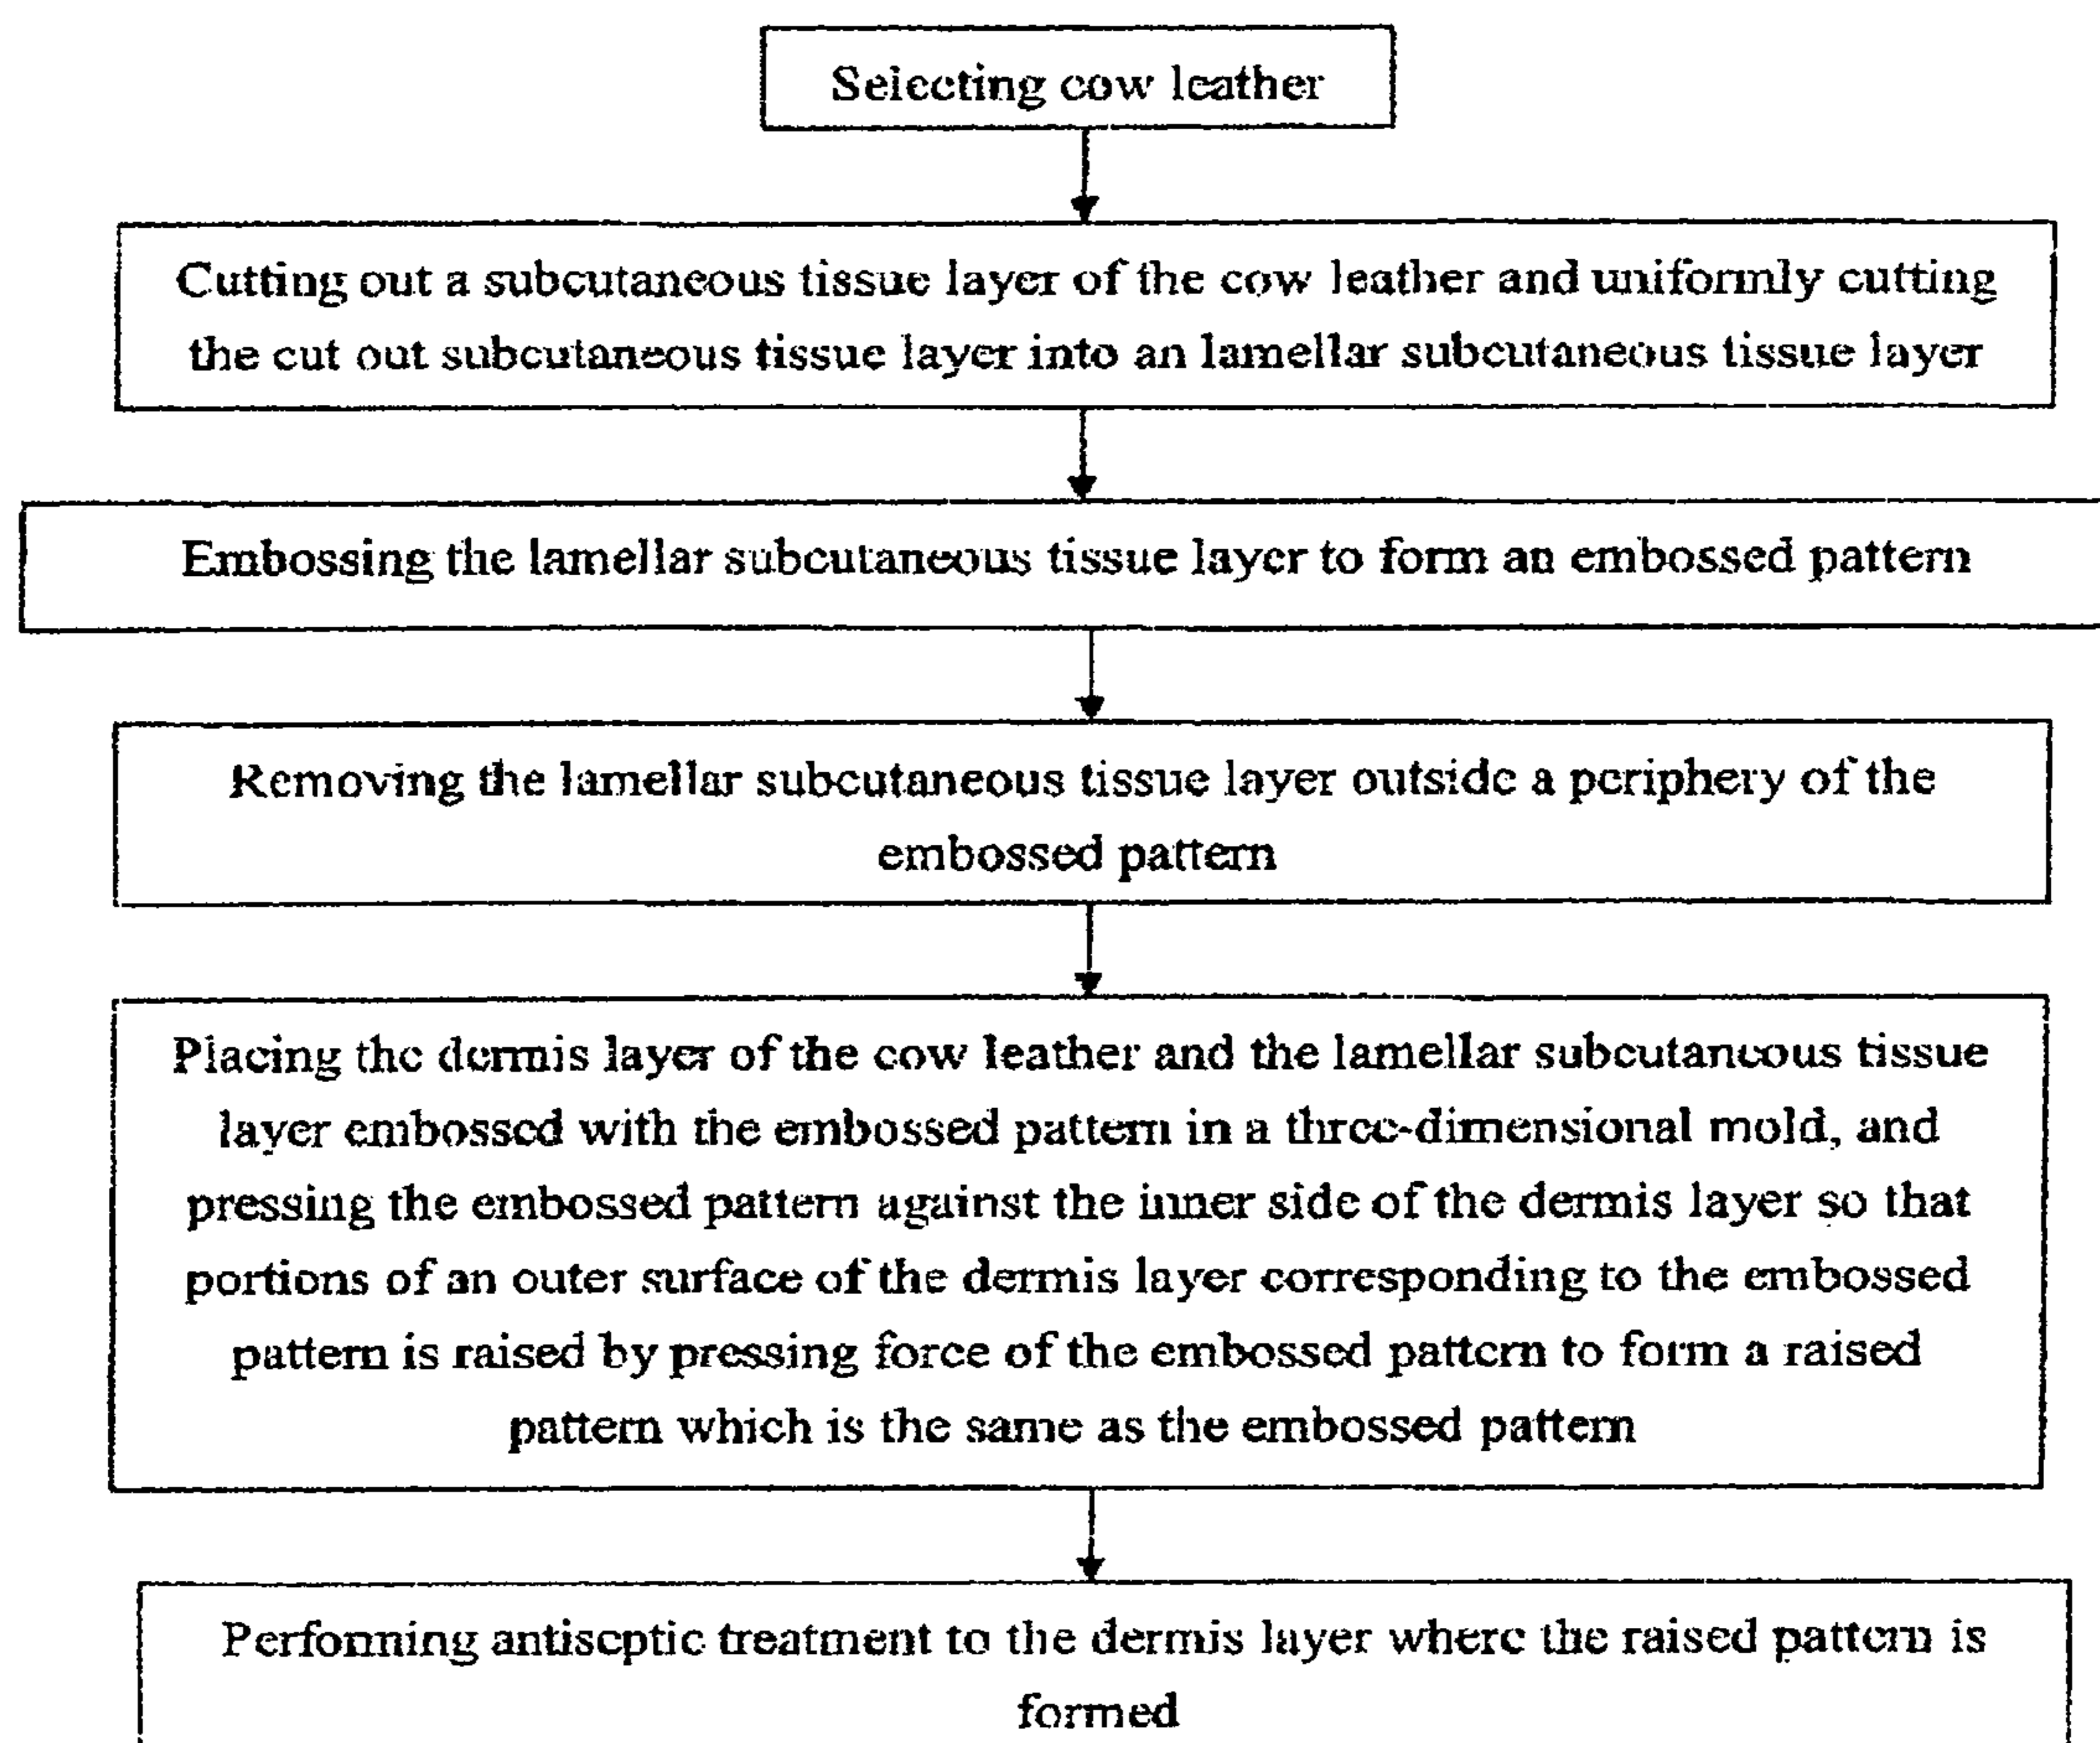 Selecting cow leather
Cutting out a subcutaneous tissue layer of the cow leather and uniformly cutting
the cut out subcutaneous tissue layer into an lamellar subcutaneous tissue layer
Embossing the lamellar subcutaneous tissue layer to form an embossed pattern
Removing the lamellar subcutaneous tissue layer outside a periphery of the
embossed pattern
Placing the dermis layer of the cow leather and the lamellar subcutaneous tissue
layer embossed with the embossed pattern in a three-dimensional mold, and
pressing the embossed pattern against the inner side of the dermis layer so that
portions of an outer surface of the dermis layer corresponding to the embossed
pattern is raised by pressing force of the embossed pattern to form a raised
pattern which is the same as the embossed pattern
Performing antiseptic treatment to the dermis layer where the raised pattern is
formed